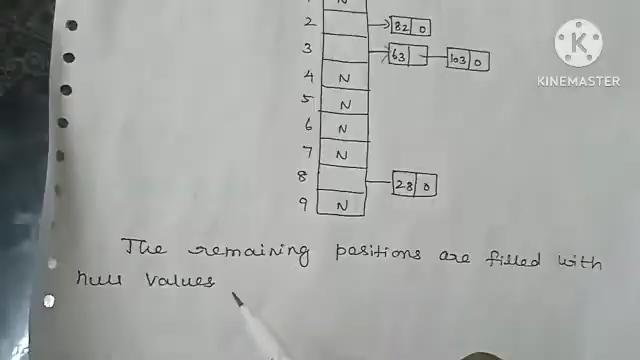 1 N
2 82 0
3 63 103 0
4 N
5 N
6 N
7 N
8 28 0
9 N
The remaining positions are filled with
null values
KINEMASTER